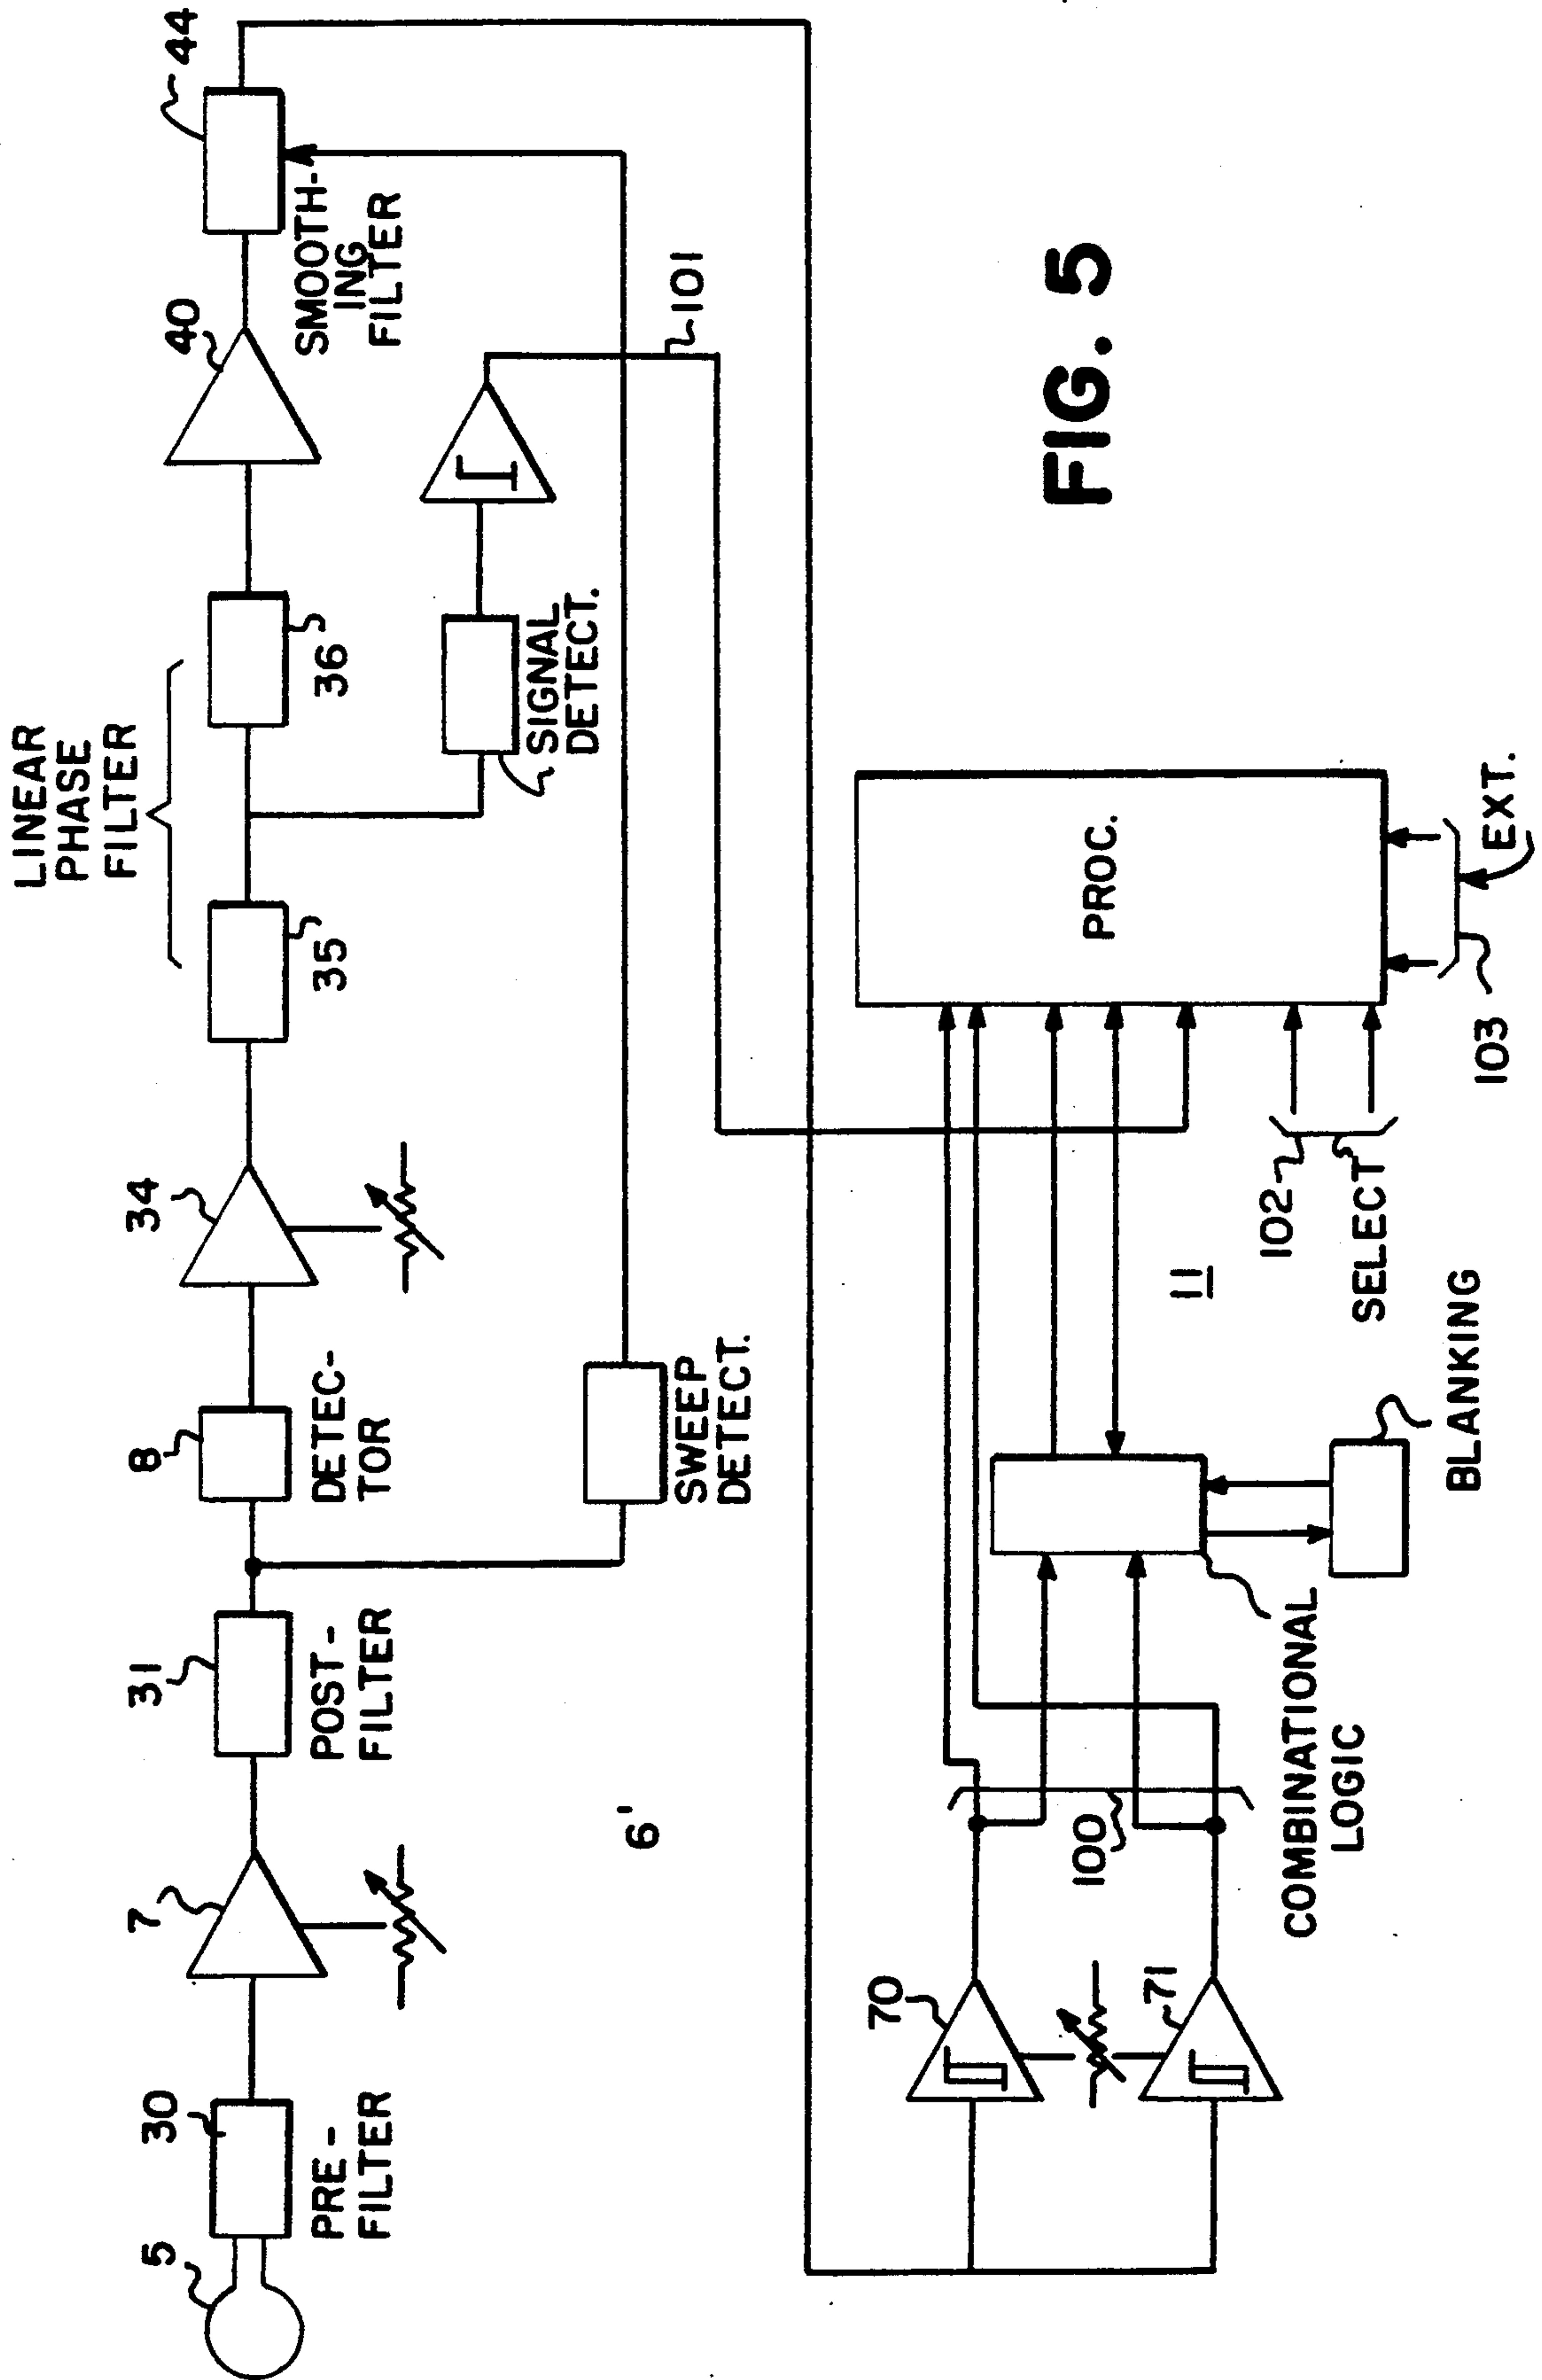 5
30
PRE-
FILTER
7
31
POST-
FILTER
8
DETEC-
TOR
34
35
LINEAR
PHASE
FILTER
36
40
44
SMOOTH-
ING
FILTER
SIGNAL
DETECT.
101
SWEEP
DETECT.
6'
70
71
100
COMBINATIONAL
LOGIC
BLANKING
11
102
SELECT
PROC.
103
EXT.
FIG. 5